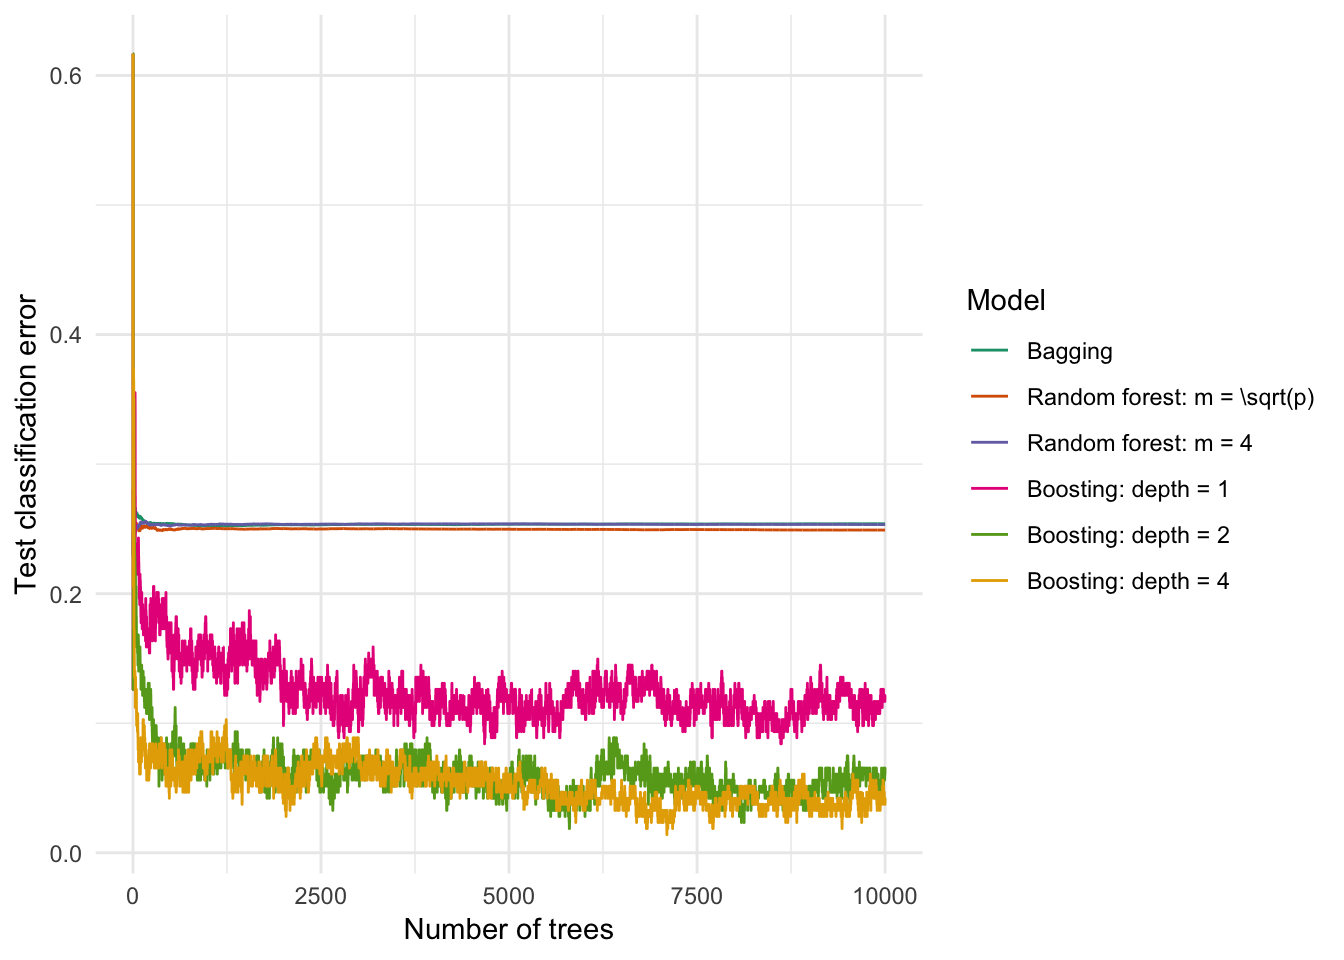 0.6
0.4
0.2
0.0
Test classification error
0 2500 5000 7500 10000
Number of trees
Model
Bagging
Random forest: m = \sqrt(p)
Random forest: m = 4
Boosting: depth = 1
Boosting: depth = 2
Boosting: depth = 4